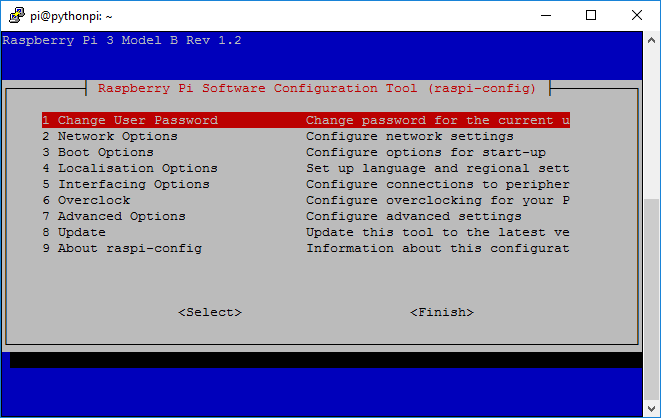 pi@pythonpi: ~
Raspberry Pi 3 Model B Rev 1.2
Raspberry Pi Software Configuration Tool (raspi-config)
1 Change User Password Change password for the current u
2 Network Options Configure network settings
3 Boot Options Configure options for start-up
4 Localisation Options Set up language and regional sett
5 Interfacing Options Configure connections to peripher
6 Overclock Configure overclocking for your P
7 Advanced Options Configure advanced settings
8 Update Update this tool to the latest ve
9 About raspi-config Information about this configurat
<Select> <Finish>